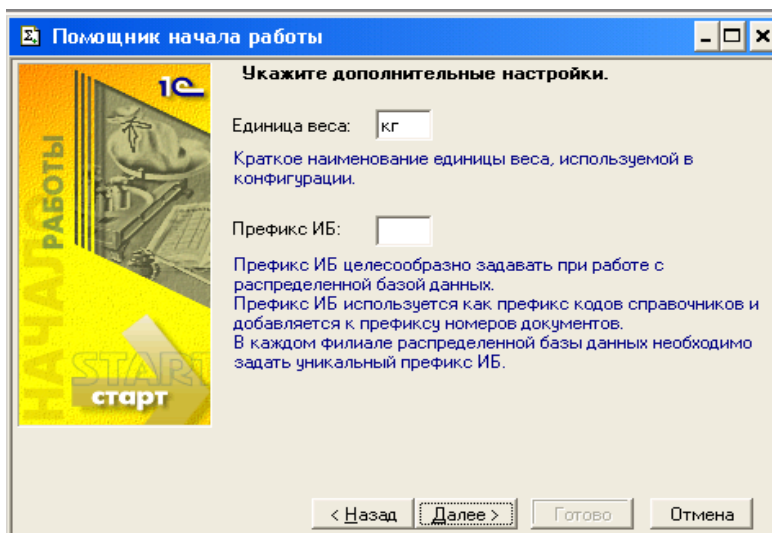 Помощник начала работы
1С
НАЧАЛО
РАБОТЫ
START
старт
Укажите дополнительные настройки.
Единица веса: кг
Краткое наименование единицы веса, используемой в
конфигурации.
Префикс ИБ:
Префикс ИБ целесообразно задавать при работе с
распределенной базой данных.
Префикс ИБ используется как префикс кодов справочников и
добавляется к префиксу номеров документов.
В каждом филиале распределенной базы данных необходимо
задать уникальный префикс ИБ.
< Назад Далее > Готово Отмена